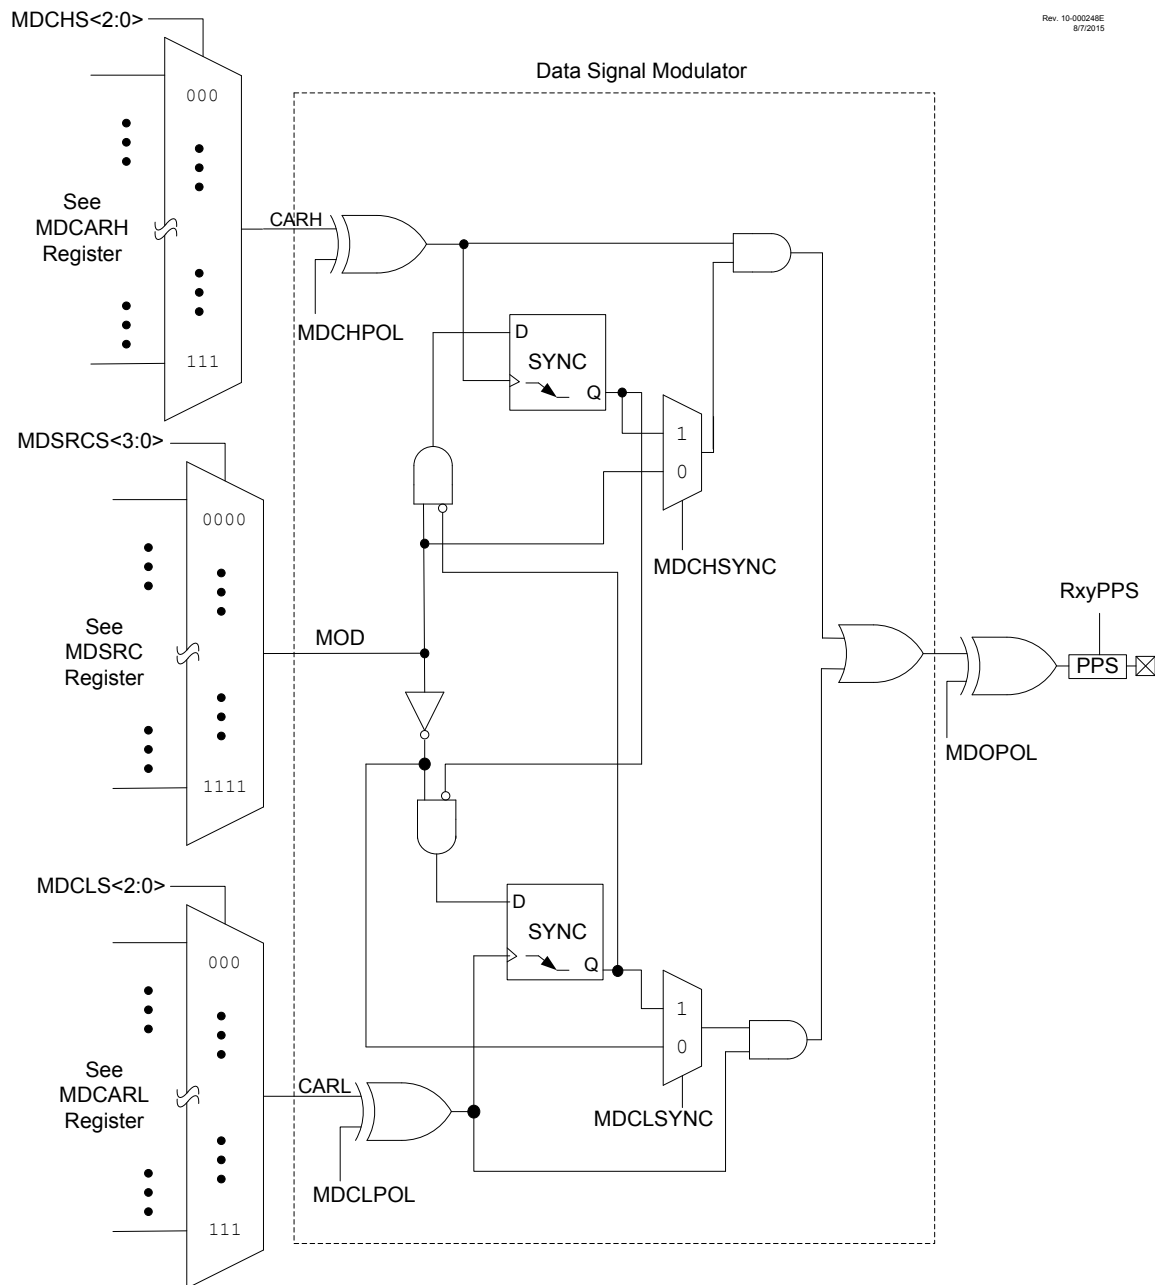 MDCHS<2:0>
Rev. 10-000248E
8/7/2015
Data Signal Modulator
000
See
MDCARH
Register
CARH
MDCHPOL
111
D
SYNC
Q
1
0
MDCHSYNC
MDSRCS<3:0>
0000
See
MDSRC
Register
MOD
1111
RxyPPS
PPS
MDOPOL
MDCLS<2:0>
000
See
MDCARL
Register
CARL
MDCLPOL
111
D
SYNC
Q
1
0
MDCLSYNC